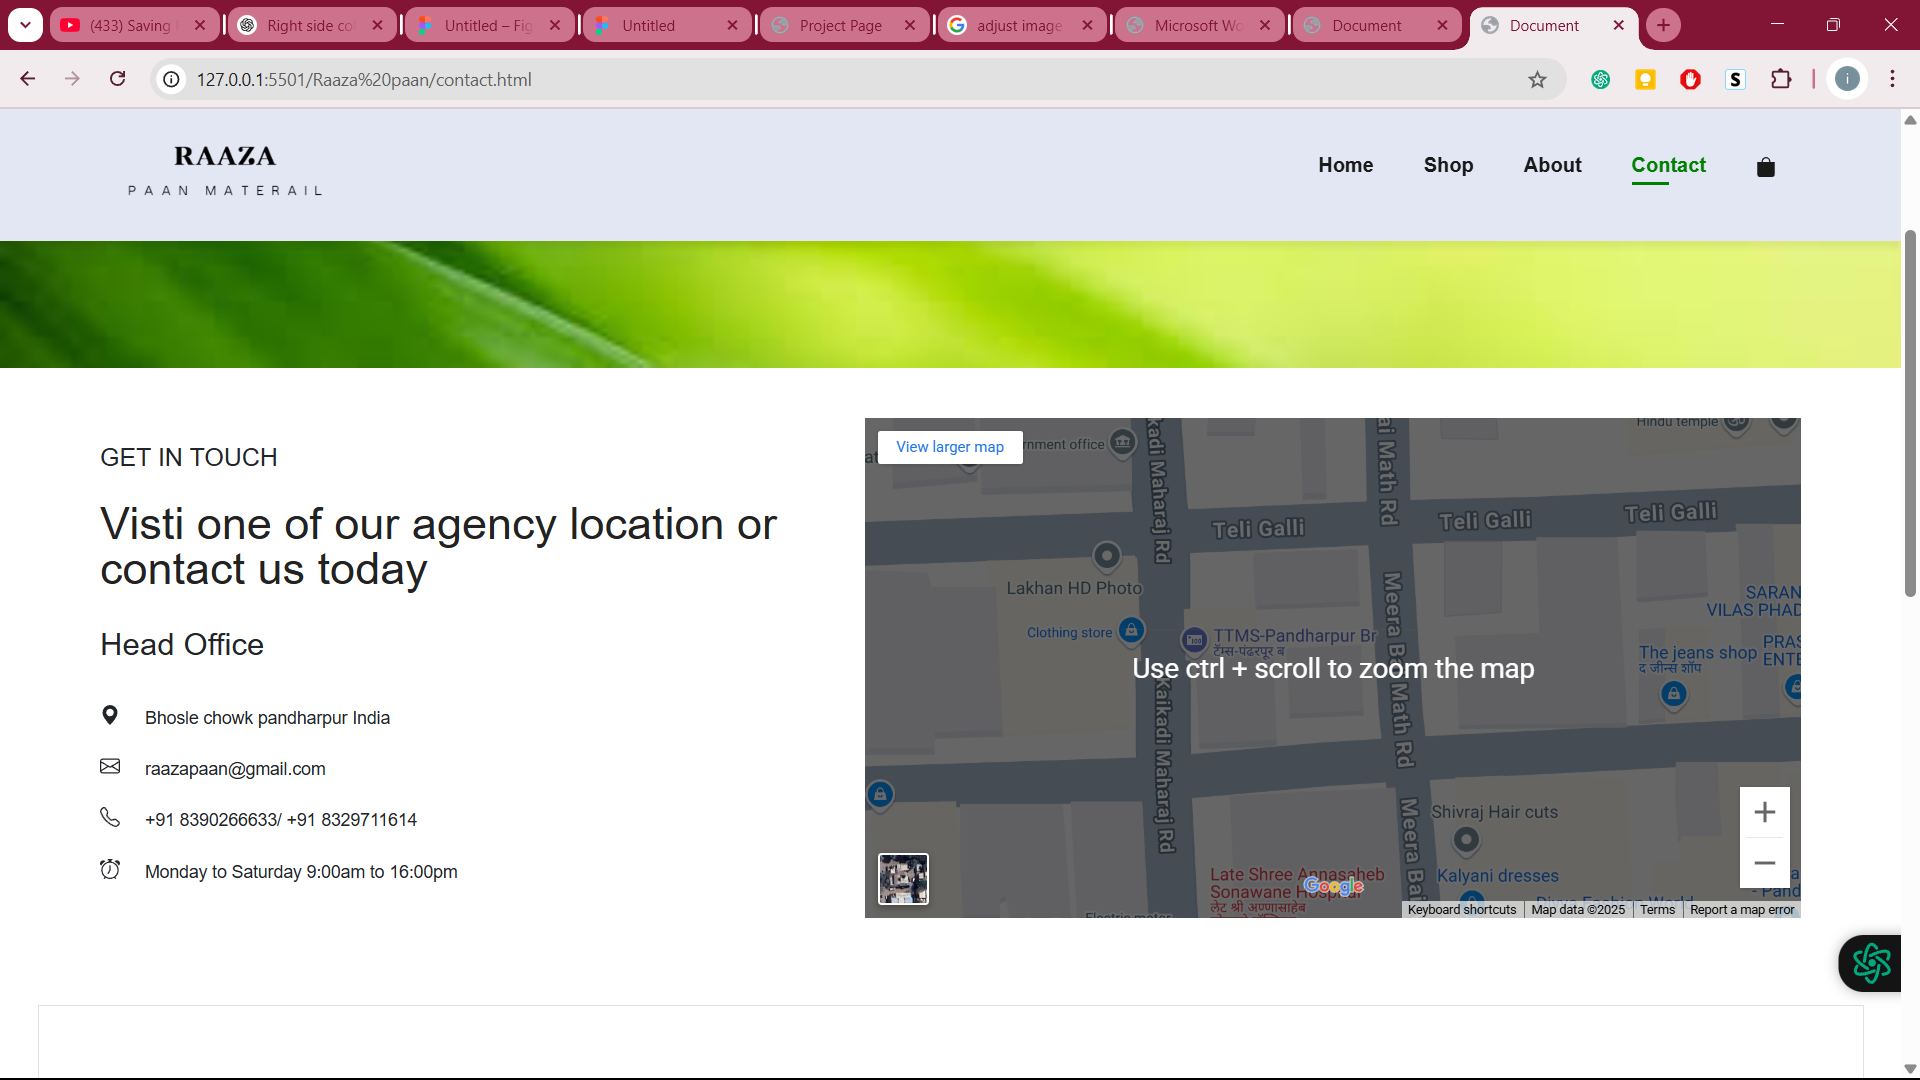 (433) Saving
Right side co
Untitled – Fig
Untitled
Project Page
adjust image
Microsoft Wo
Document
Document
127.0.0.1:5501/Raaza%20paan/contact.html
S
i
RAAZA
PAAN MATERAIL
Home
Shop
About
Contact
GET IN TOUCH
Visti one of our agency location or
contact us today
Head Office
Bhosle chowk pandharpur India
raazapaan@gmail.com
+91 8390266633/ +91 8329711614
Monday to Saturday 9:00am to 16:00pm
View larger map
rnment office
Hindu temple
kadi Maharaj Rd
ai Math Rd
Teli Galli
Teli Galli
Teli Galli
Lakhan HD Photo
Clothing store
TTMS-Pandharpur Br
टॅम्स-पंढरपूर ब
Meera Bai Math Rd
SARAN
VILAS PHAD
The jeans shop
द जीन्स शॉप
PRAS
ENTE
Use ctrl + scroll to zoom the map
Kaikadi Maharaj Rd
Shivraj Hair cuts
Meera Bai
Late Shree Annasaheb
Sonawane Hospital
लेट श्री अण्णासाहेब
Kalyani dresses
Google
- Pand
Electric motor
Keyboard shortcuts
Map data ©2025
Terms
Report a map error